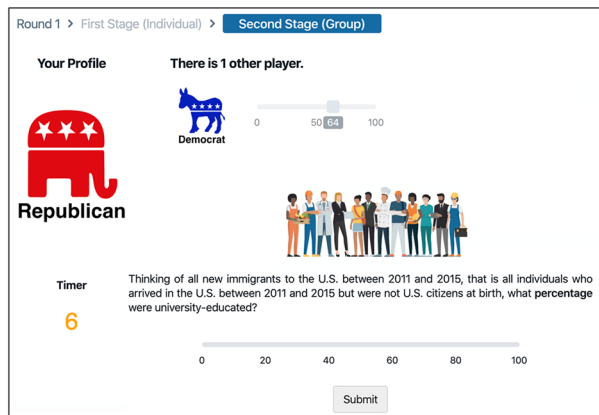 Round 1 > First Stage (Individual) > Second Stage (Group)
Your Profile
There is 1 other player.
Democrat
0 50 64 100
Republican
Timer
6
Thinking of all new immigrants to the U.S. between 2011 and 2015, that is all individuals who
arrived in the U.S. between 2011 and 2015 but were not U.S. citizens at birth, what percentage
were university-educated?
0 20 40 60 80 100
Submit